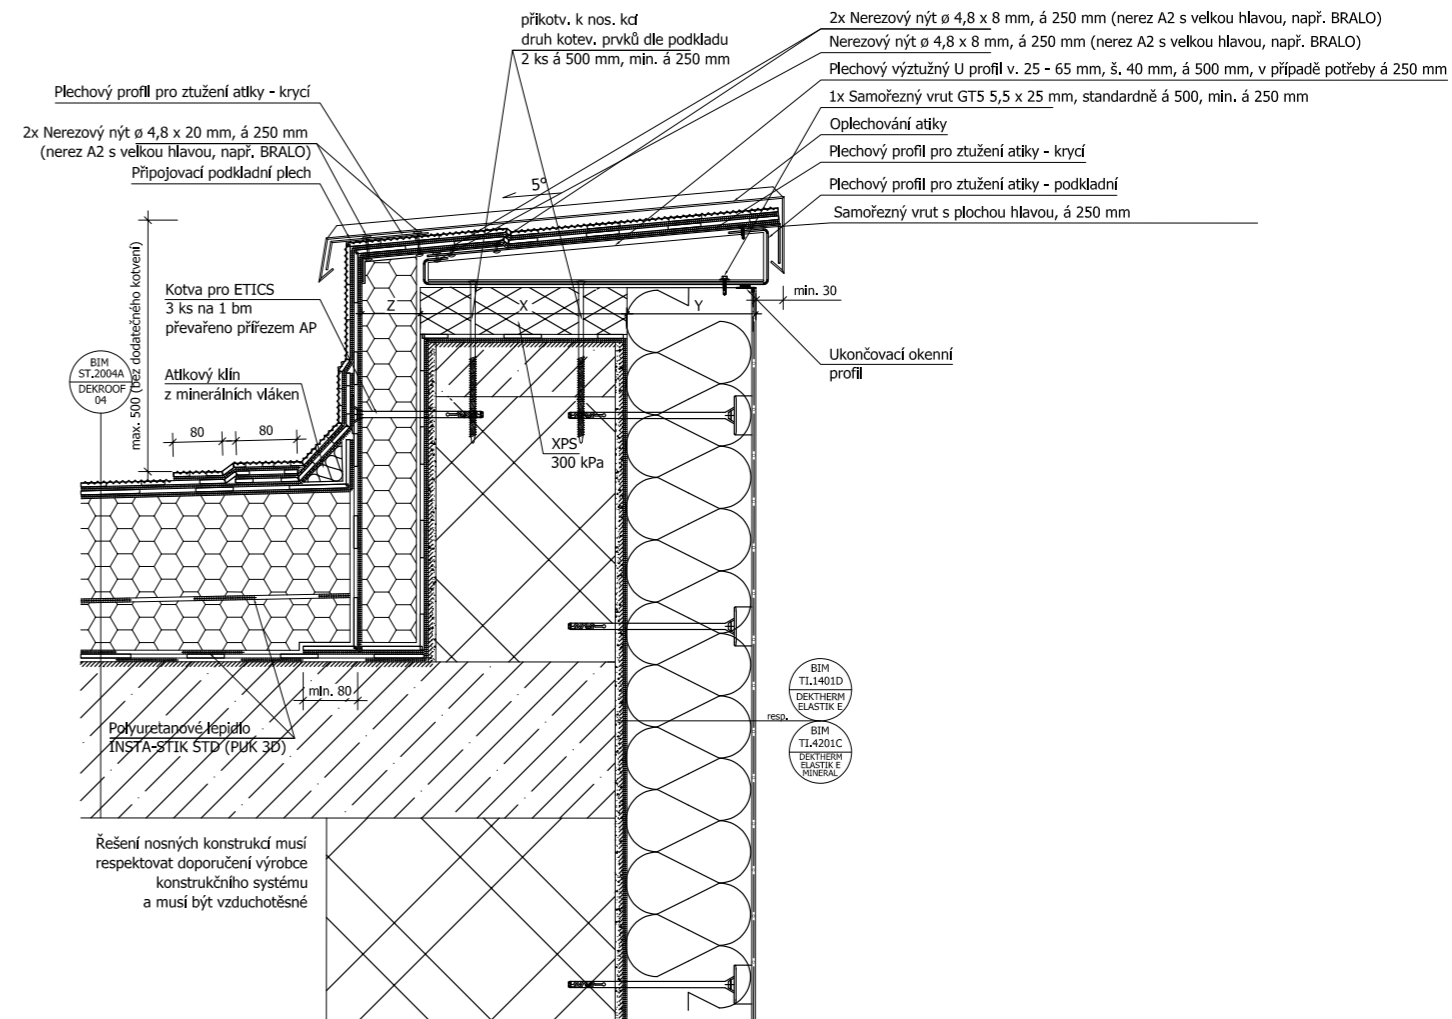 přikotv. k nos. kci
druh kotev. prvků dle podkladu
2 ks á 500 mm, min. á 250 mm
2x Nerezový nýt ø 4,8 x 8 mm, á 250 mm (nerez A2 s velkou hlavou, např. BRALO)
Nerezový nýt ø 4,8 x 8 mm, á 250 mm (nerez A2 s velkou hlavou, např. BRALO)
Plechový výztužný U profil v. 25 - 65 mm, š. 40 mm, á 500 mm, v případě potřeby á 250 mm
1x Samořezný vrut GT5 5,5 x 25 mm, standardně á 500, min. á 250 mm
Oplechování atiky
Plechový profil pro ztužení atiky - krycí
Plechový profil pro ztužení atiky - podkladní
Samořezný vrut s plochou hlavou, á 250 mm
Plechový profil pro ztužení atiky - krycí
2x Nerezový nýt ø 4,8 x 20 mm, á 250 mm
(nerez A2 s velkou hlavou, např. BRALO)
Připojovací podkladní plech
5°
max. 500 (bez dodatečného kotvení)
Kotva pro ETICS
3 ks na 1 bm
převařeno přířezem AP
Z
X
Y
min. 30
Ukončovací okenní
profil
BIM
ST.2004A
DEKROOF
04
Atikový klín
z minerálních vláken
80
80
XPS
300 kPa
min. 80
Polyuretanové lepidlo
INSTA-STIK STD (PUK 3D)
resp.
BIM
TI.1401D
DEKTHERM
ELASTIK E
BIM
TI.4201C
DEKTHERM
ELASTIK E
MINERAL
Řešení nosných konstrukcí musí
respektovat doporučení výrobce
konstrukčního systému
a musí být vzduchotěsné